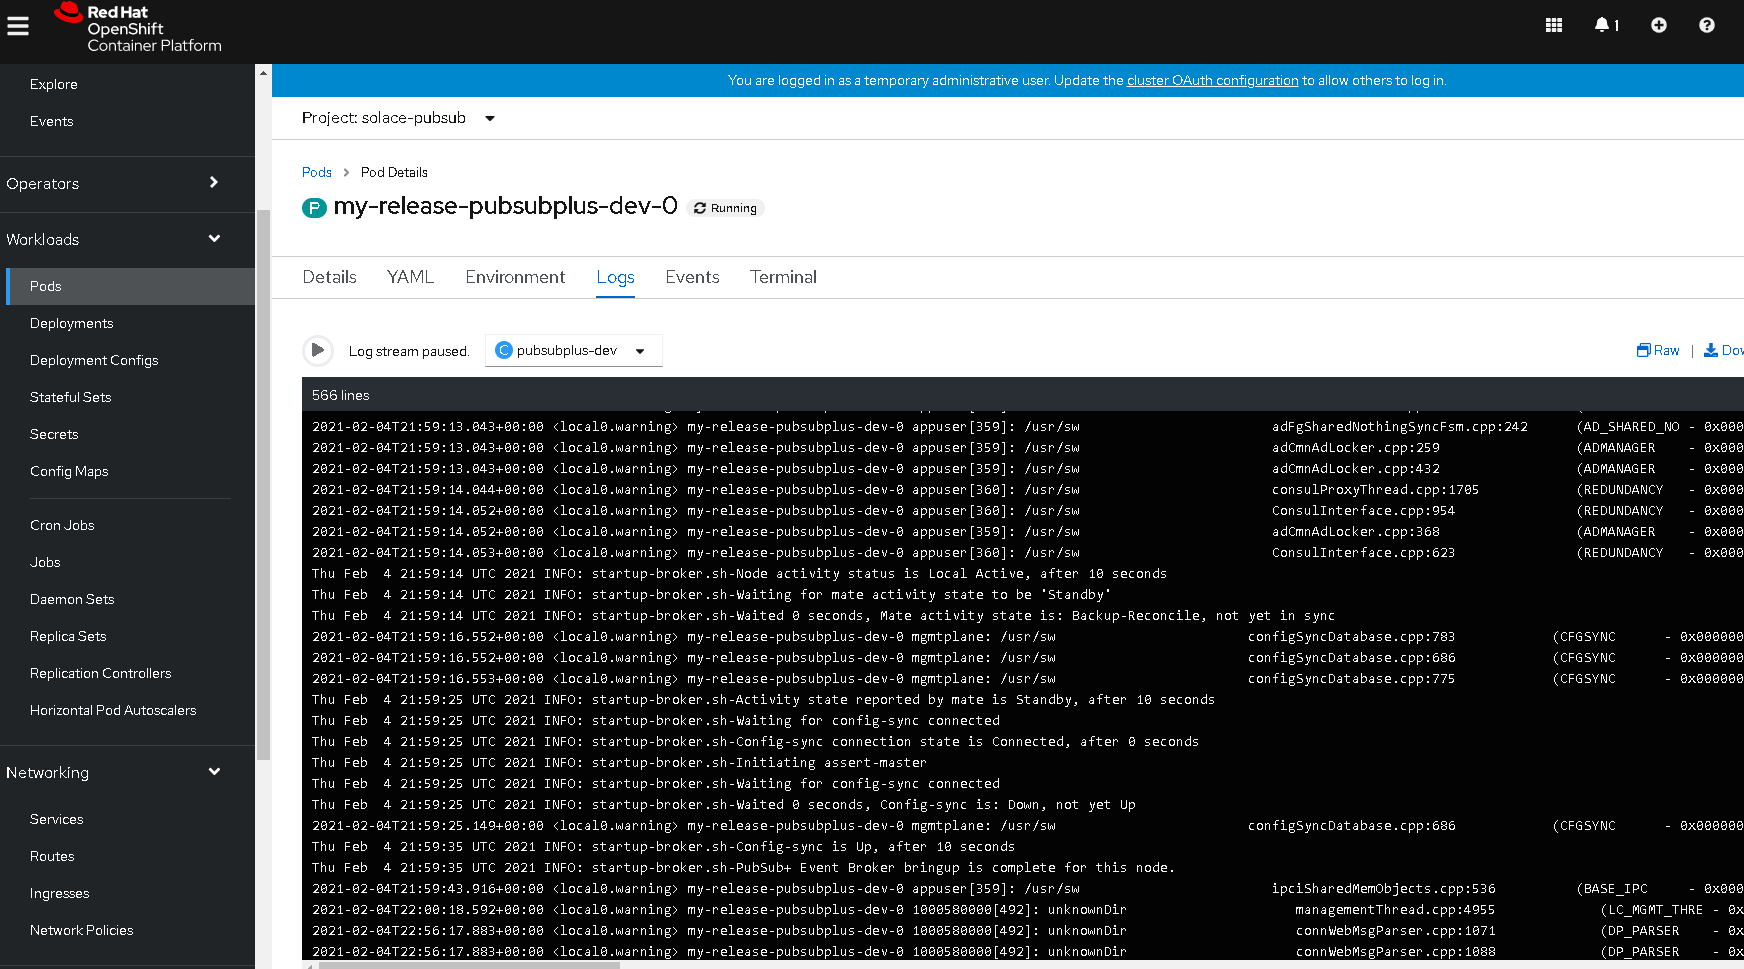 Red Hat
OpenShift
Container Platform
1
Explore
Events
Operators
Workloads
Pods
Deployments
Deployment Configs
Stateful Sets
Secrets
Config Maps
Cron Jobs
Jobs
Daemon Sets
Replica Sets
Replication Controllers
Horizontal Pod Autoscalers
Networking
Services
Routes
Ingresses
Network Policies
You are logged in as a temporary administrative user. Update the cluster OAuth configuration to allow others to log in.
Project: solace-pubsub
Pods > Pod Details
P my-release-pubsubplus-dev-0 Running
Details YAML Environment Logs Events Terminal
Log stream paused. C pubsubplus-dev Raw | Dow
566 lines
2021-02-04T21:59:13.043+00:00 <local0.warning> my-release-pubsubplus-dev-0 appuser[359]: /usr/sw adFgSharedNothingSyncFsm.cpp:242 (AD_SHARED_NO - 0x000
2021-02-04T21:59:13.043+00:00 <local0.warning> my-release-pubsubplus-dev-0 appuser[359]: /usr/sw adCmnAdLocker.cpp:259 (ADMANAGER - 0x000
2021-02-04T21:59:13.043+00:00 <local0.warning> my-release-pubsubplus-dev-0 appuser[359]: /usr/sw adCmnAdLocker.cpp:432 (ADMANAGER - 0x000
2021-02-04T21:59:14.044+00:00 <local0.warning> my-release-pubsubplus-dev-0 appuser[360]: /usr/sw consulProxyThread.cpp:1705 (REDUNDANCY - 0x000
2021-02-04T21:59:14.052+00:00 <local0.warning> my-release-pubsubplus-dev-0 appuser[360]: /usr/sw ConsulInterface.cpp:954 (REDUNDANCY - 0x000
2021-02-04T21:59:14.052+00:00 <local0.warning> my-release-pubsubplus-dev-0 appuser[359]: /usr/sw adCmnAdLocker.cpp:368 (ADMANAGER - 0x000
2021-02-04T21:59:14.053+00:00 <local0.warning> my-release-pubsubplus-dev-0 appuser[360]: /usr/sw ConsulInterface.cpp:623 (REDUNDANCY - 0x000
Thu Feb 4 21:59:14 UTC 2021 INFO: startup-broker.sh-Node activity status is Local Active, after 10 seconds
Thu Feb 4 21:59:14 UTC 2021 INFO: startup-broker.sh-Waiting for mate activity state to be 'Standby'
Thu Feb 4 21:59:14 UTC 2021 INFO: startup-broker.sh-Waited 0 seconds, Mate activity state is: Backup-Reconcile, not yet in sync
2021-02-04T21:59:16.552+00:00 <local0.warning> my-release-pubsubplus-dev-0 mgmtplane: /usr/sw configSyncDatabase.cpp:783 (CFGSYNC - 0x000000
2021-02-04T21:59:16.552+00:00 <local0.warning> my-release-pubsubplus-dev-0 mgmtplane: /usr/sw configSyncDatabase.cpp:686 (CFGSYNC - 0x000000
2021-02-04T21:59:16.553+00:00 <local0.warning> my-release-pubsubplus-dev-0 mgmtplane: /usr/sw configSyncDatabase.cpp:775 (CFGSYNC - 0x000000
Thu Feb 4 21:59:25 UTC 2021 INFO: startup-broker.sh-Activity state reported by mate is Standby, after 10 seconds
Thu Feb 4 21:59:25 UTC 2021 INFO: startup-broker.sh-Waiting for config-sync connected
Thu Feb 4 21:59:25 UTC 2021 INFO: startup-broker.sh-Config-sync connection state is Connected, after 0 seconds
Thu Feb 4 21:59:25 UTC 2021 INFO: startup-broker.sh-Initiating assert-master
Thu Feb 4 21:59:25 UTC 2021 INFO: startup-broker.sh-Waiting for config-sync connected
Thu Feb 4 21:59:25 UTC 2021 INFO: startup-broker.sh-Waited 0 seconds, Config-sync is: Down, not yet Up
2021-02-04T21:59:25.149+00:00 <local0.warning> my-release-pubsubplus-dev-0 mgmtplane: /usr/sw configSyncDatabase.cpp:686 (CFGSYNC - 0x000000
Thu Feb 4 21:59:35 UTC 2021 INFO: startup-broker.sh-Config-sync is Up, after 10 seconds
Thu Feb 4 21:59:35 UTC 2021 INFO: startup-broker.sh-PubSub+ Event Broker bringup is complete for this node.
2021-02-04T21:59:43.916+00:00 <local0.warning> my-release-pubsubplus-dev-0 appuser[359]: /usr/sw ipciSharedMemObjects.cpp:536 (BASE_IPC - 0x000
2021-02-04T22:00:18.592+00:00 <local0.warning> my-release-pubsubplus-dev-0 1000580000[492]: unknownDir managementThread.cpp:4955 (LC_MGMT_THRE - 0x
2021-02-04T22:56:17.883+00:00 <local0.warning> my-release-pubsubplus-dev-0 1000580000[492]: unknownDir connWebMsgParser.cpp:1071 (DP_PARSER - 0x
2021-02-04T22:56:17.883+00:00 <local0.warning> my-release-pubsubplus-dev-0 1000580000[492]: unknownDir connWebMsgParser.cpp:1088 (DP_PARSER - 0x